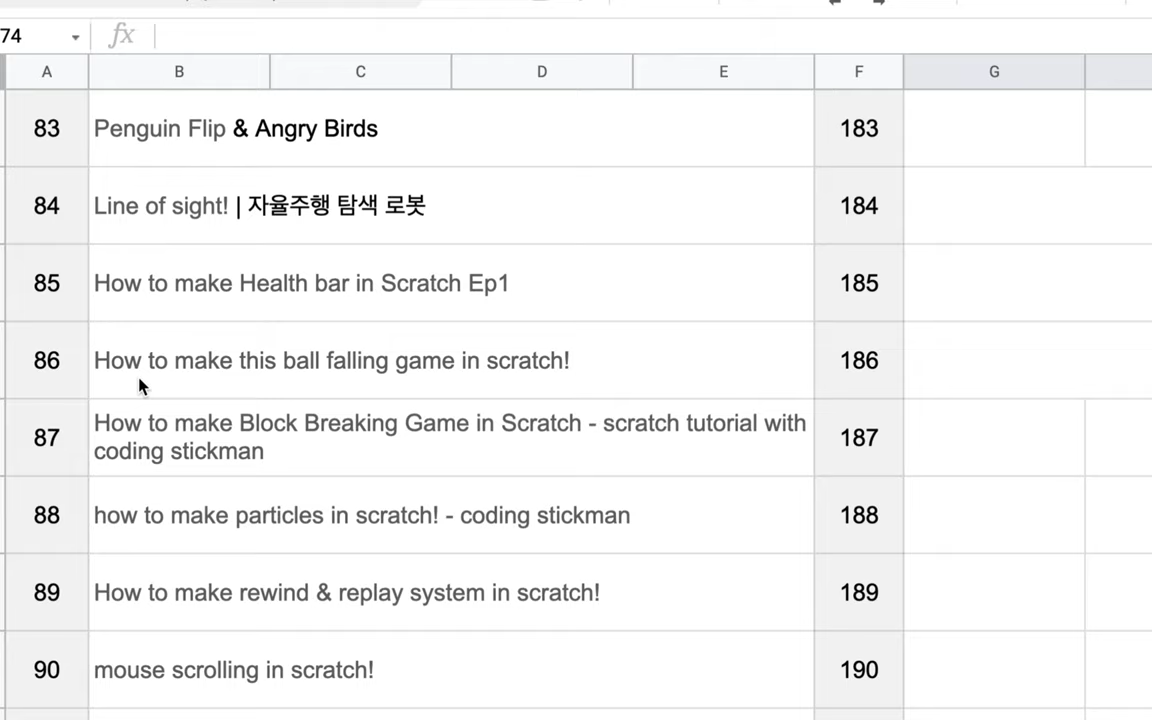 74 fx
A B C D E F G
83 Penguin Flip & Angry Birds 183
84 Line of sight! | 자율주행 탐색 로봇 184
85 How to make Health bar in Scratch Ep1 185
86 How to make this ball falling game in scratch! 186
87 How to make Block Breaking Game in Scratch - scratch tutorial with 187
coding stickman
88 how to make particles in scratch! - coding stickman 188
89 How to make rewind & replay system in scratch! 189
90 mouse scrolling in scratch! 190